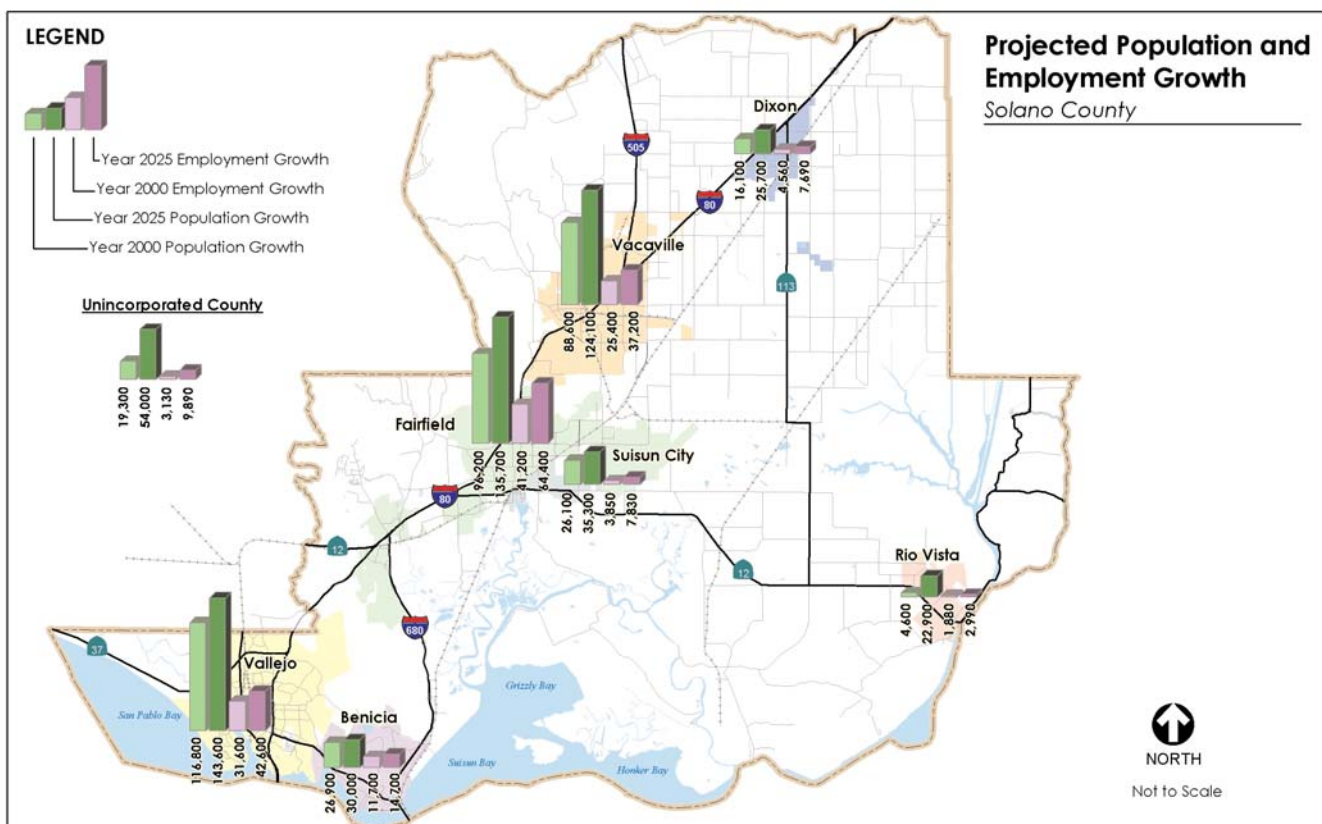 LEGEND
Year 2025 Employment Growth
Year 2000 Employment Growth
Year 2025 Population Growth
Year 2000 Population Growth
Unincorporated County
19,300
54,000
3,130
9,890
Projected Population and
Employment Growth
Solano County
Dixon
16,100
25,700
4,560
7,690
505
80
Vacaville
88,600
124,100
25,400
37,200
113
Fairfield
96,200
135,700
41,200
64,400
Suisun City
26,100
35,300
3,850
7,830
80
12
12
Rio Vista
4,600
22,900
1,880
2,990
680
37
Vallejo
116,800
143,600
31,600
42,600
San Pablo Bay
Benicia
26,900
30,000
11,700
14,700
Grizzly Bay
Suisun Bay
Honker Bay
NORTH
Not to Scale